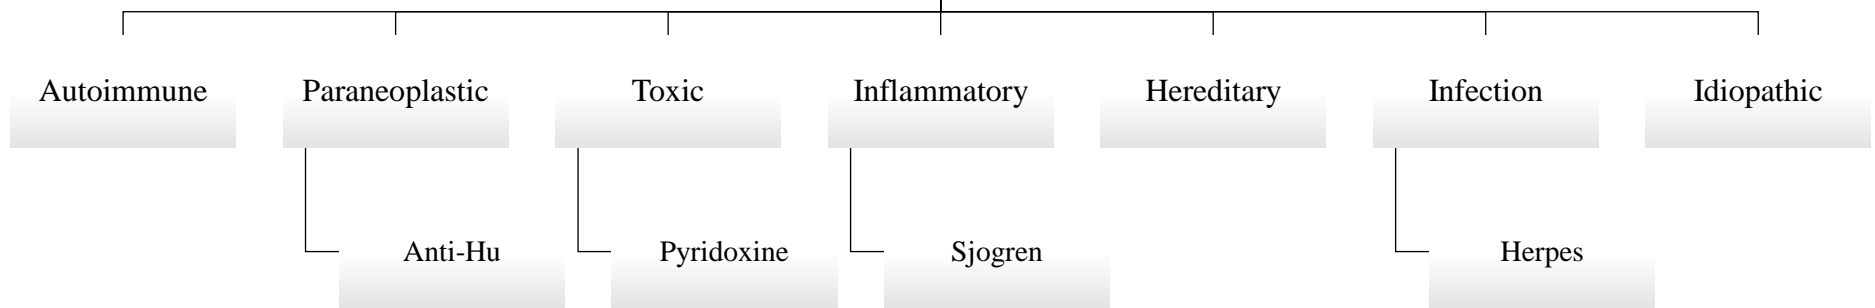 Autoimmune
Paraneoplastic
Toxic
Inflammatory
Hereditary
Infection
Idiopathic
Anti-Hu
Pyridoxine
Sjogren
Herpes